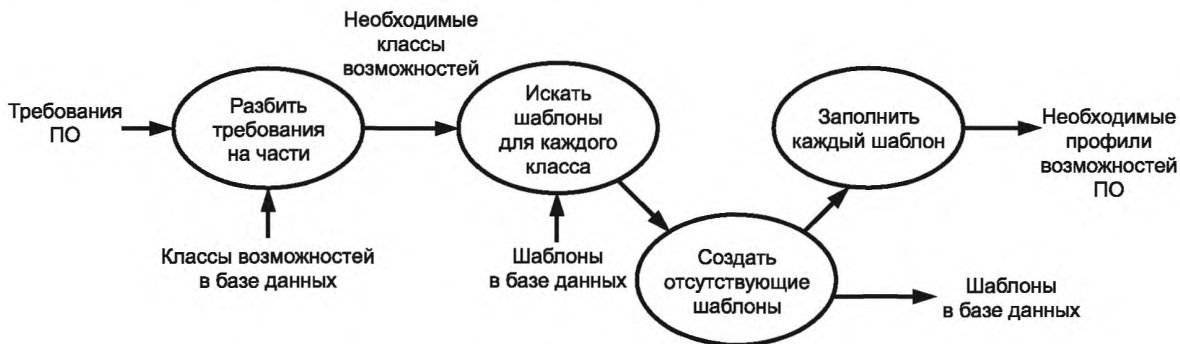 Требования
ПО
Разбить
требования
на части
Классы возможностей
в базе данных
Необходимые
классы
возможностей
Искать
шаблоны
для каждого
класса
Шаблоны
в базе данных
Создать
отсутствующие
шаблоны
Шаблоны
в базе данных
Заполнить
каждый шаблон
Необходимые
профили
возможностей
ПО